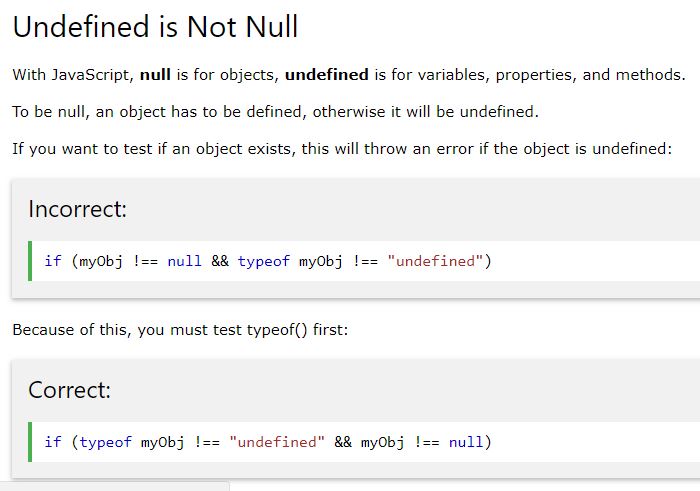 Undefined is Not Null
With JavaScript, null is for objects, undefined is for variables, properties, and methods.
To be null, an object has to be defined, otherwise it will be undefined.
If you want to test if an object exists, this will throw an error if the object is undefined:
Incorrect:
if (myObj !== null && typeof myObj !== "undefined")
Because of this, you must test typeof() first:
Correct:
if (typeof myObj !== "undefined" && myObj !== null)